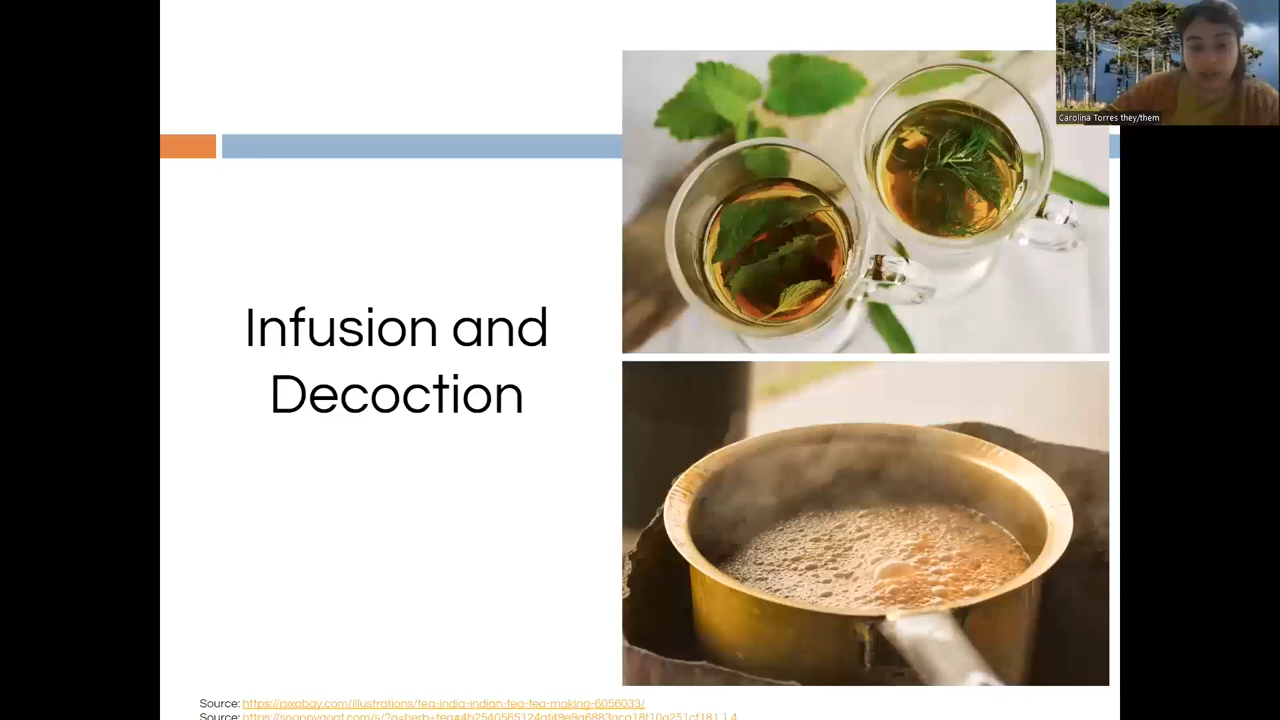 Carolina Torres they/them
Infusion and
Decoction
Source: https://pixabay.com/illustrations/tea-india-indian-tea-tea-making-6056033/
Source: